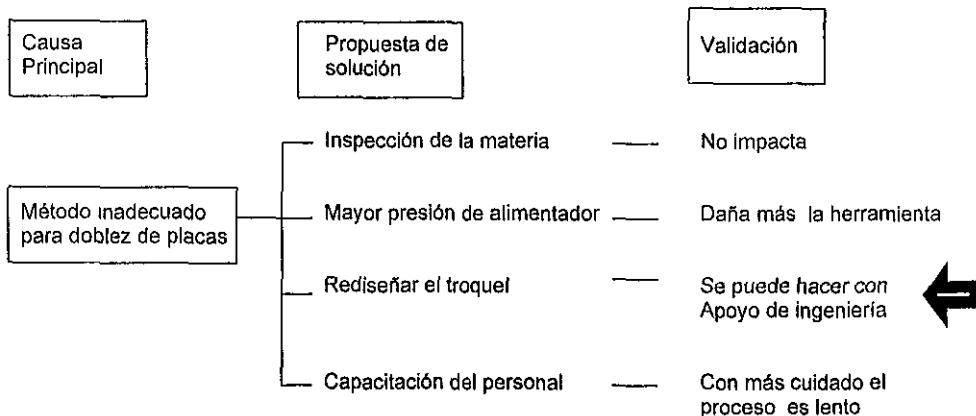 Causa
Principal
Propuesta de
solución
Validación
Inspección de la materia
No impacta
Método inadecuado
para doblez de placas
Mayor presión de alimentador
Daña más la herramienta
Rediseñar el troquel
Se puede hacer con
Apoyo de ingeniería
Capacitación del personal
Con más cuidado el
proceso es lento